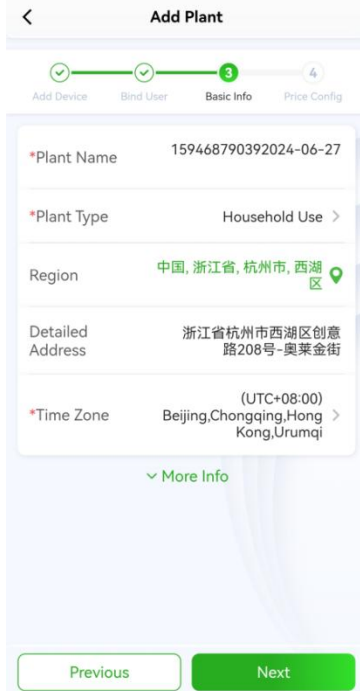 Add Plant
3
4
Add Device
Bind User
Basic Info
Price Config
*Plant Name
159468790392024-06-27
*Plant Type
Household Use
Region
中国, 浙江省, 杭州市, 西湖
区
Detailed
Address
浙江省杭州市西湖区创意
路208号-奥莱金街
*Time Zone
(UTC+08:00)
Beijing,Chongqing,Hong
Kong,Urumqi
More Info
Previous
Next